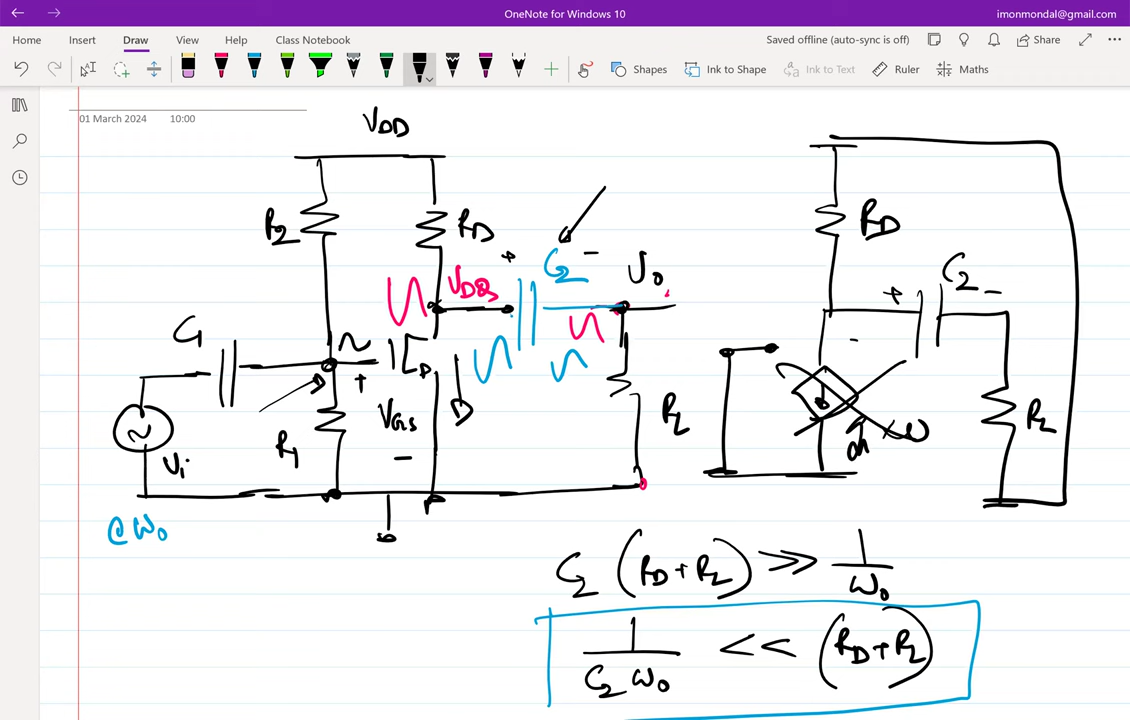 OneNote for Windows 10
imonmondal@gmail.com
Home Insert Draw View Help Class Notebook
Saved offline (auto-sync is off)
Share
Shapes
Ink to Shape
Ink to Text
Ruler
Maths
01 March 2024 10:00
VDD
R2
RD
RD
C2
+
-
VDQs
Vo
C2
+
-
C1
+
VGS
-
D
R1
RL
RL
Vi
@ω0
C2 (RD+RL) >> 1/ω0
1/(C2 ω0) << (RD+RL)